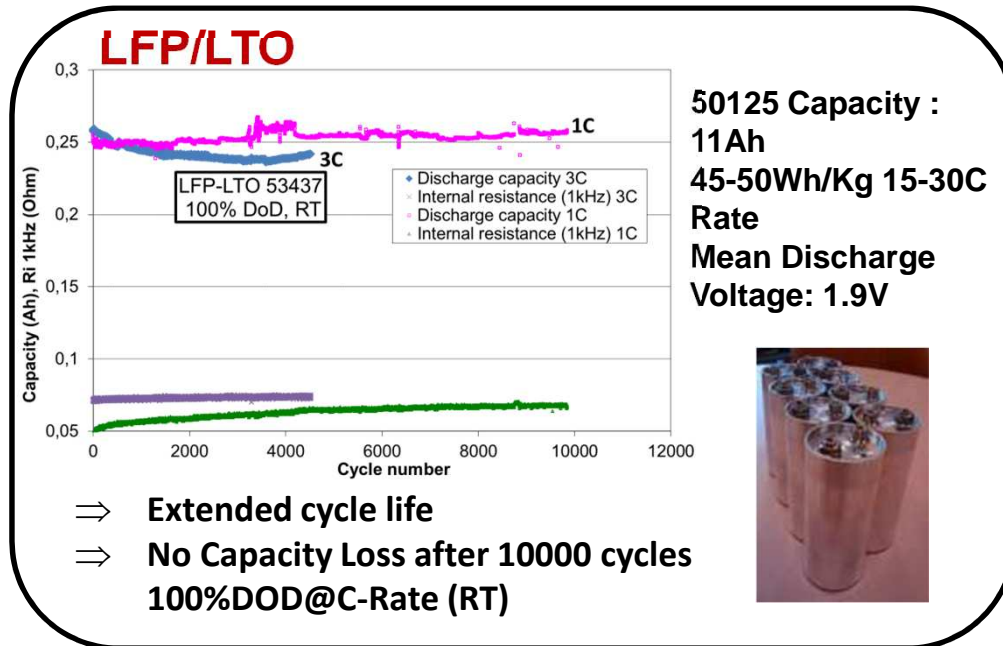 LFP/LTO
0,3
0,25
0,2
0,15
0,1
0,05
Capacity (Ah), Ri 1kHz (Ohm)
0
2000
4000
6000
8000
10000
12000
Cycle number
1C
3C
LFP-LTO 53437
100% DoD, RT
Discharge capacity 3C
Internal resistance (1kHz) 3C
Discharge capacity 1C
Internal resistance (1kHz) 1C
50125 Capacity :
11Ah
45-50Wh/Kg 15-30C
Rate
Mean Discharge
Voltage: 1.9V
⇒ Extended cycle life
⇒ No Capacity Loss after 10000 cycles
100%DOD@C-Rate (RT)